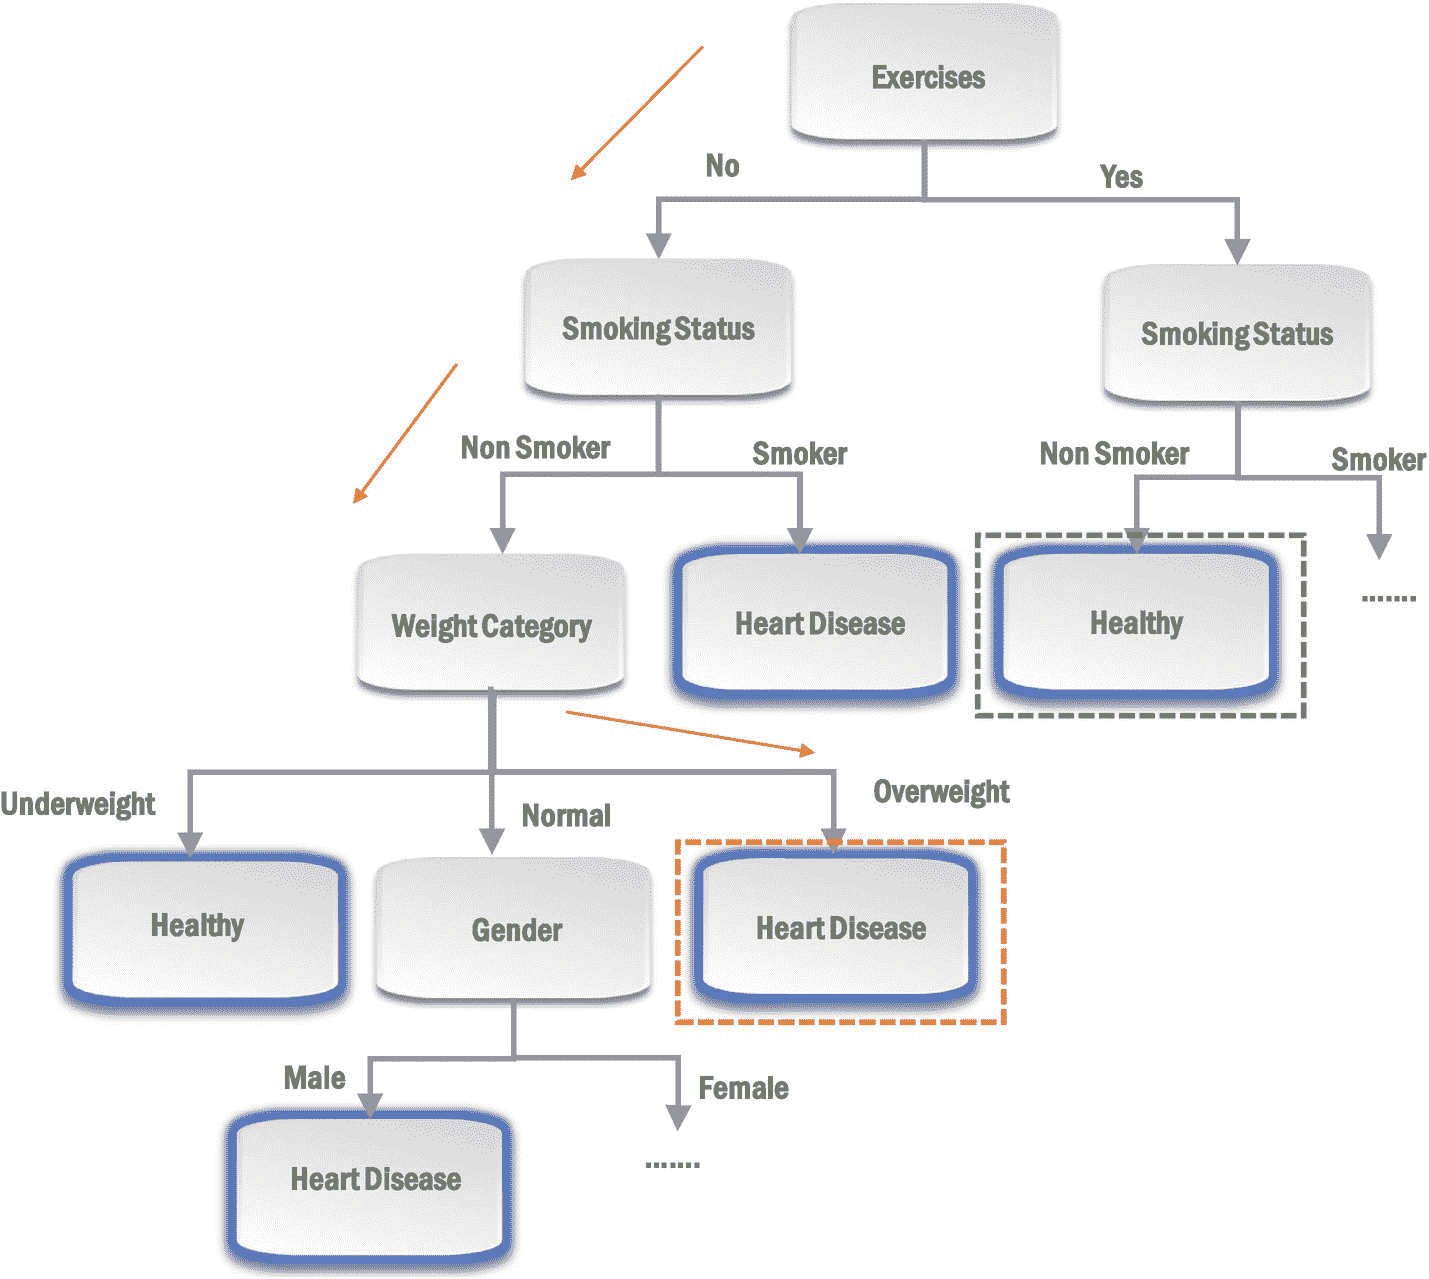 Exercises
No
Yes
Smoking Status
Smoking Status
Non Smoker
Smoker
Non Smoker
Smoker
Weight Category
Heart Disease
Healthy
.......
Underweight
Normal
Overweight
Healthy
Gender
Heart Disease
Male
Female
Heart Disease
.......